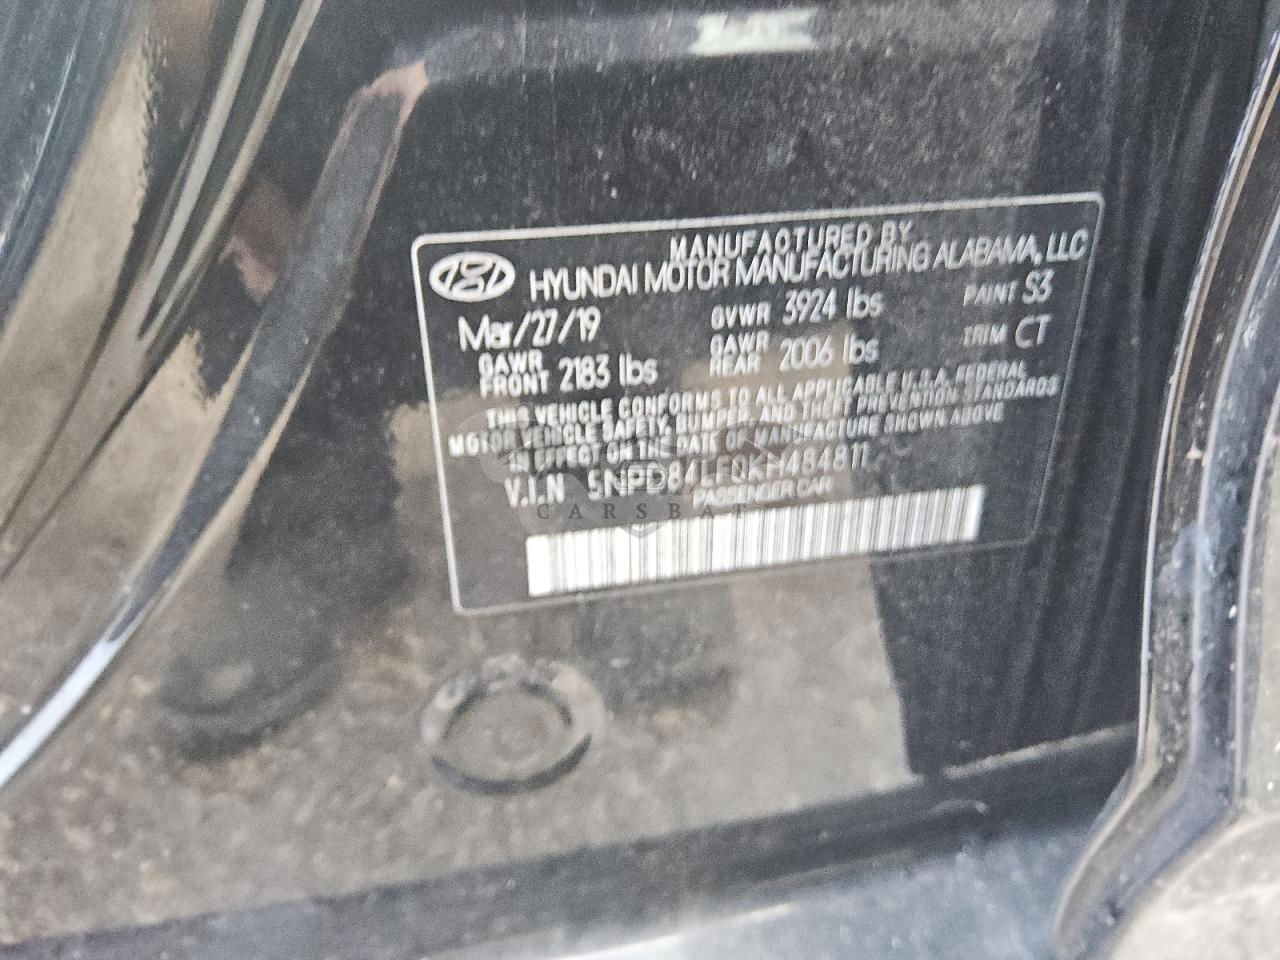 MANUFACTURED BY
HYUNDAI MOTOR MANUFACTURING ALABAMA, LLC
Mar/27/19 GVWR 3924 lbs PAINT S3
GAWR FRONT 2183 lbs GAWR REAR 2006 lbs TRIM CT
THIS VEHICLE CONFORMS TO ALL APPLICABLE U.S.A. FEDERAL
MOTOR VEHICLE SAFETY, BUMPER, AND THEFT PREVENTION STANDARDS
IN EFFECT ON THE DATE OF MANUFACTURE SHOWN ABOVE
V.I.N 5NPD84LF0KH484811
PASSENGER CAR
CARSBAT